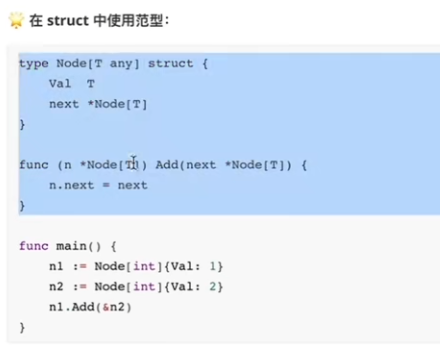 🌟 在 struct 中使用范型：
type Node[T any] struct {
    Val  T
    next *Node[T]
}
func (n *Node[T]) Add(next *Node[T]) {
    n.next = next
}
func main() {
    n1 := Node[int]{Val: 1}
    n2 := Node[int]{Val: 2}
    n1.Add(&n2)
}